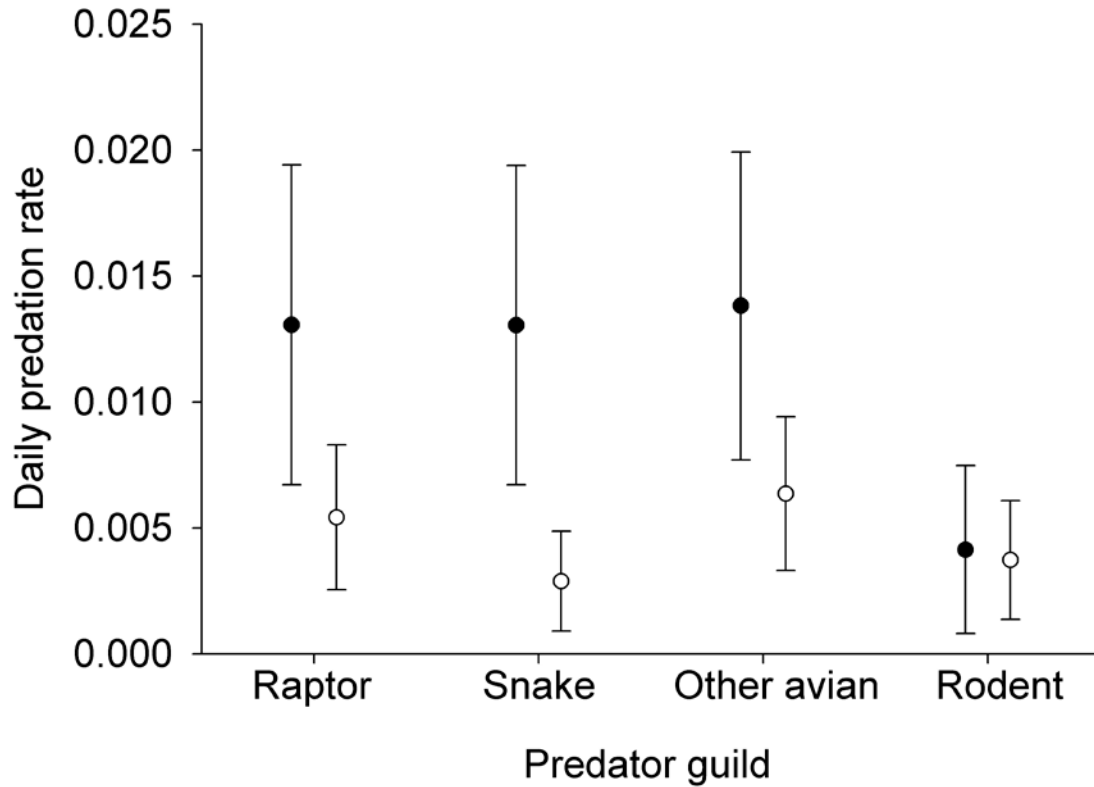 0.025
0.020
0.015
0.010
0.005
0.000
Daily predation rate
Raptor Snake Other avian Rodent
Predator guild